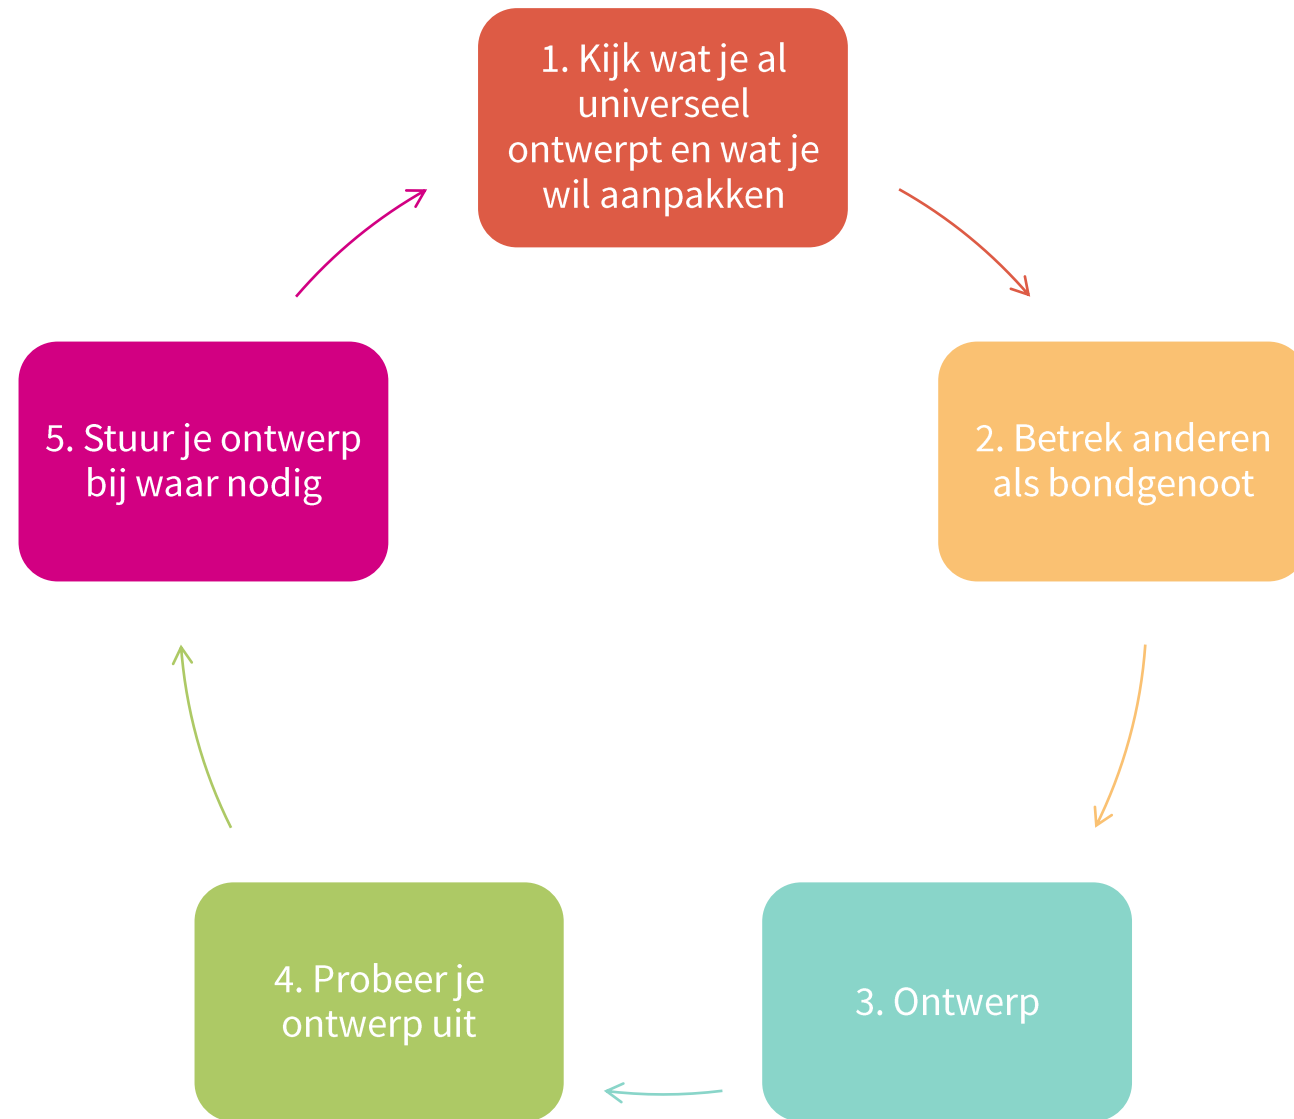 1. Kijk wat je al
universeel
ontwerpt en wat je
wil aanpakken
2. Betrek anderen
als bondgenoot
3. Ontwerp
4. Probeer je
ontwerp uit
5. Stuur je ontwerp
bij waar nodig